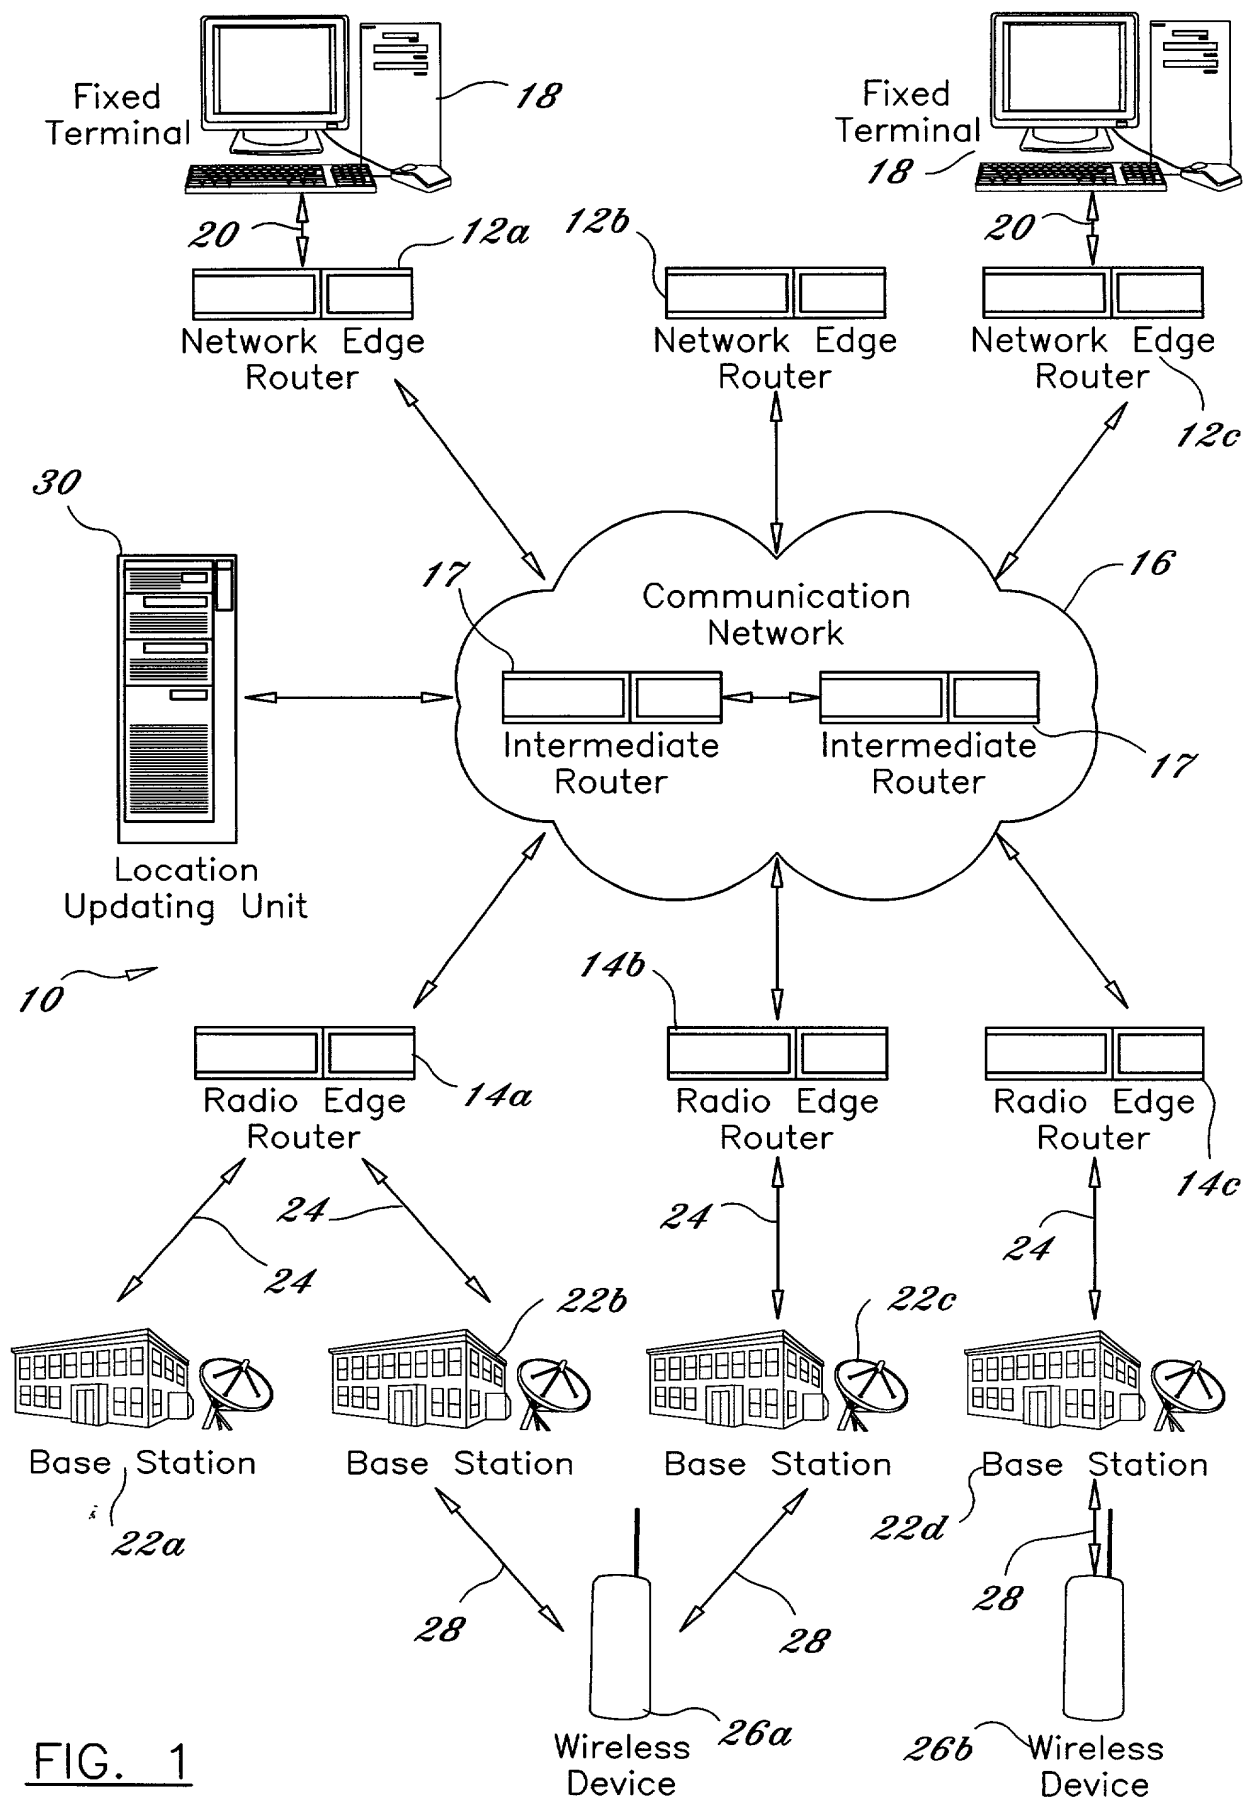 Fixed
Terminal
18
Fixed
Terminal
18
20
12a
12b
20
Network Edge
Router
Network Edge
Router
Network Edge
Router
12c
30
17
Communication
Network
16
Intermediate
Router
Intermediate
Router
17
Location
Updating Unit
10
14b
Radio Edge
Router
14a
Radio Edge
Router
Radio Edge
Router
14c
24
24
24
24
22b
22c
Base Station
22a
Base Station
Base Station
Base Station
22d
28
28
28
26a
Wireless
Device
26b
Wireless
Device
FIG. 1